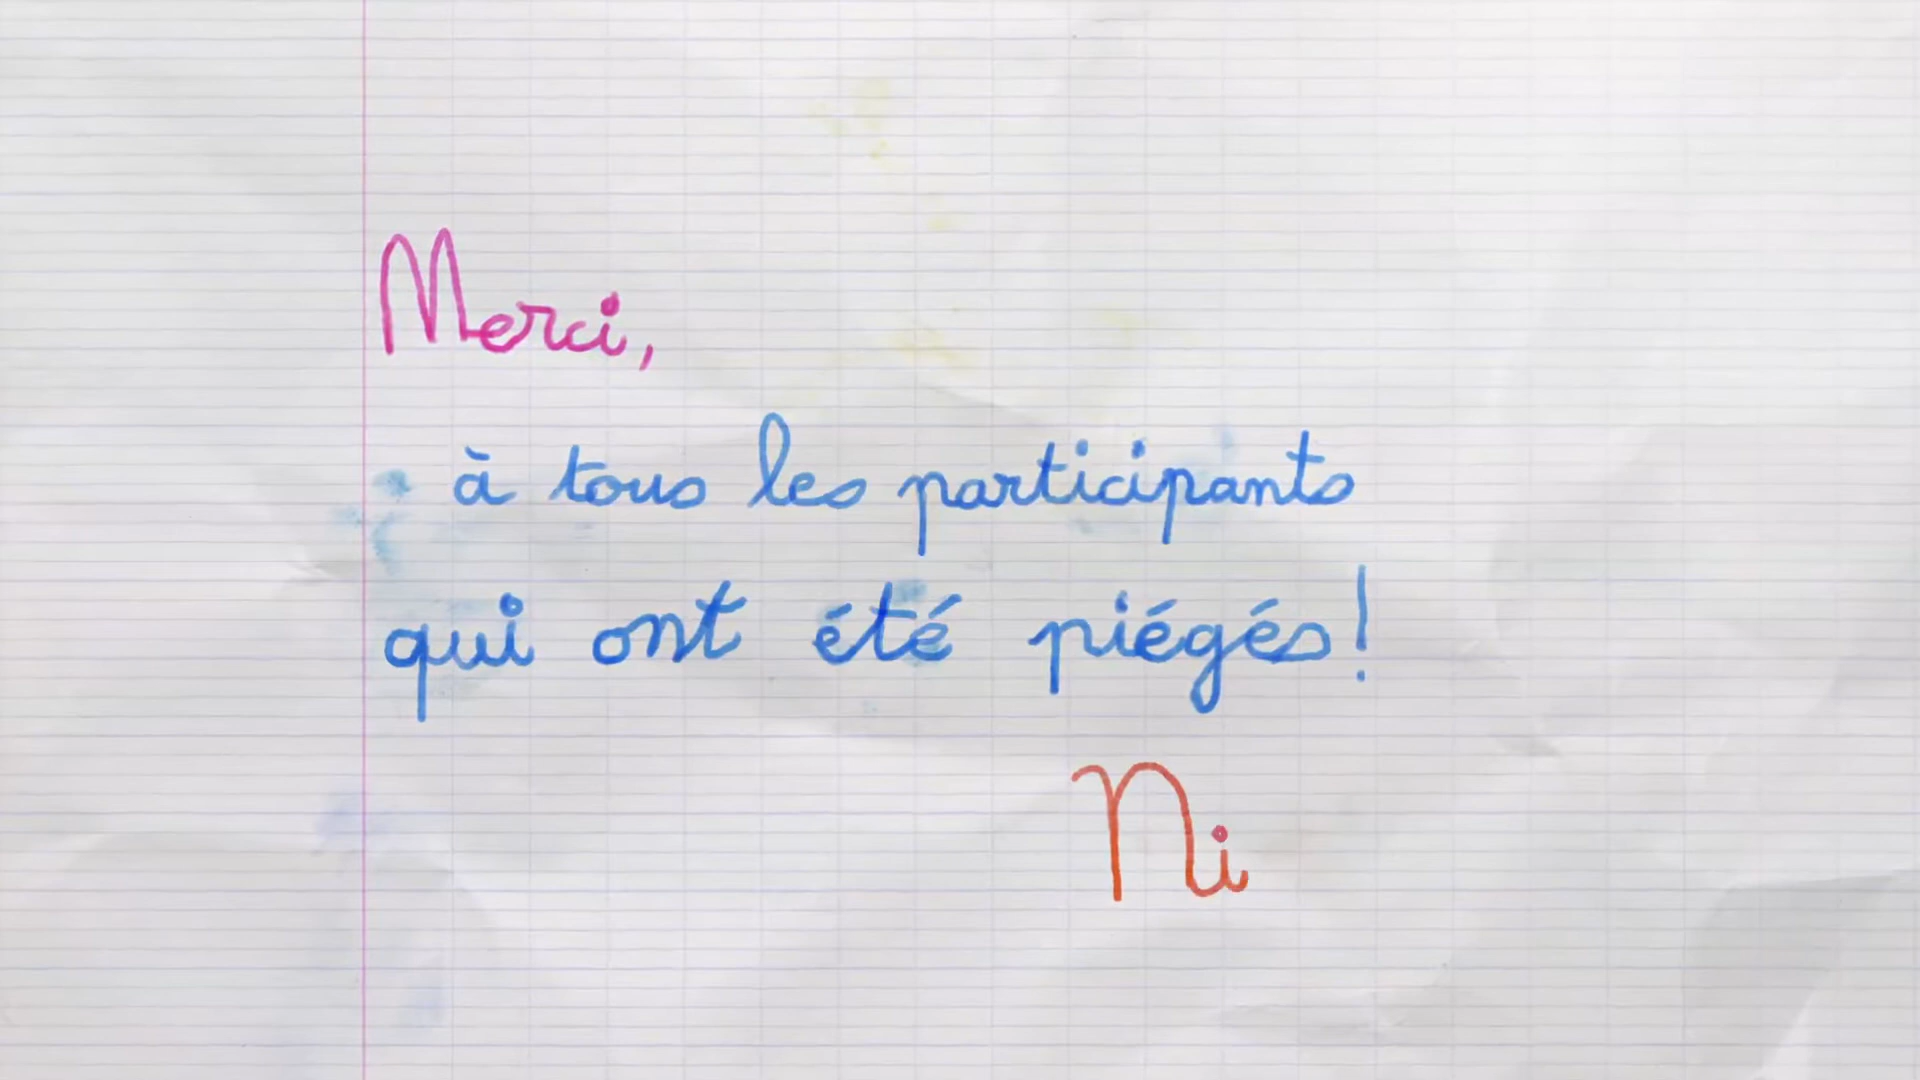 Merci,
à tous les participants
qui ont été piégés!
Ni